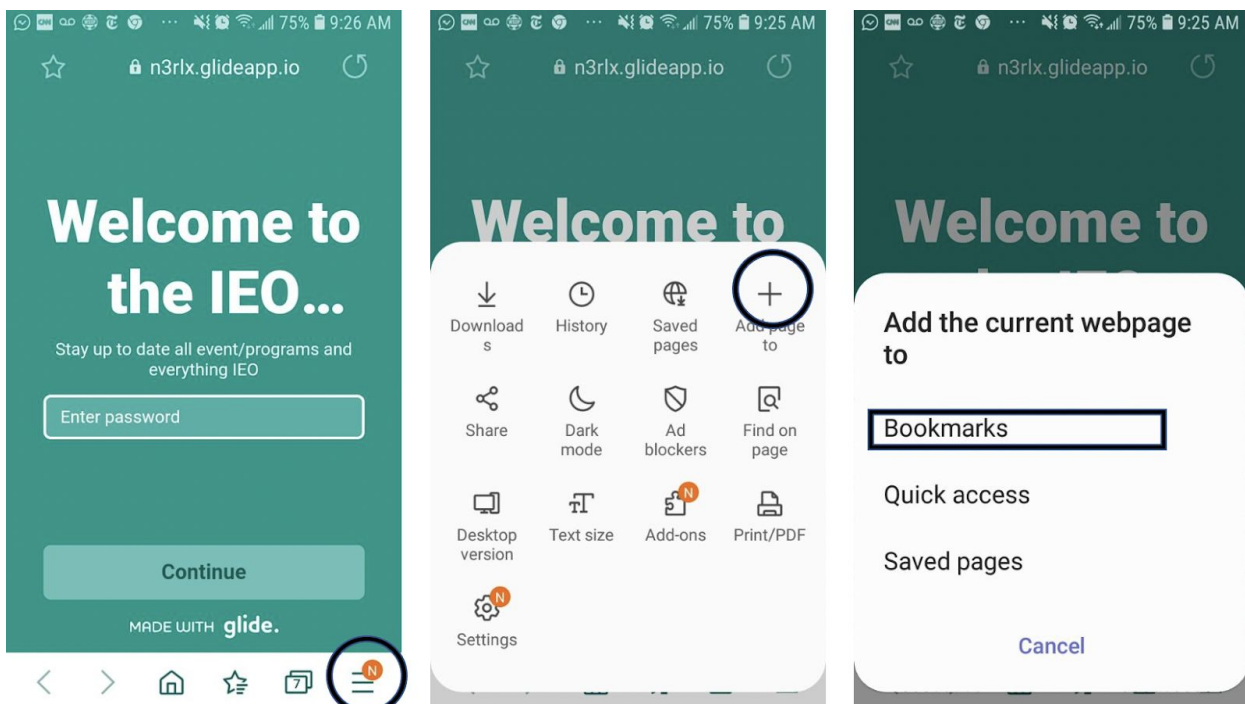 75% 9:26 AM
n3rlx.glideapp.io
Welcome to
the IEO...
Stay up to date all event/programs and
everything IEO
Enter password
Continue
MADE WITH glide.
7
N
75% 9:25 AM
n3rlx.glideapp.io
Welcome to
Download
s
History
Saved
pages
Add page
to
Share
Dark
mode
Ad
blockers
Find on
page
Desktop
version
Text size
N
Add-ons
Print/PDF
N
Settings
75% 9:25 AM
n3rlx.glideapp.io
Welcome to
Add the current webpage
to
Bookmarks
Quick access
Saved pages
Cancel